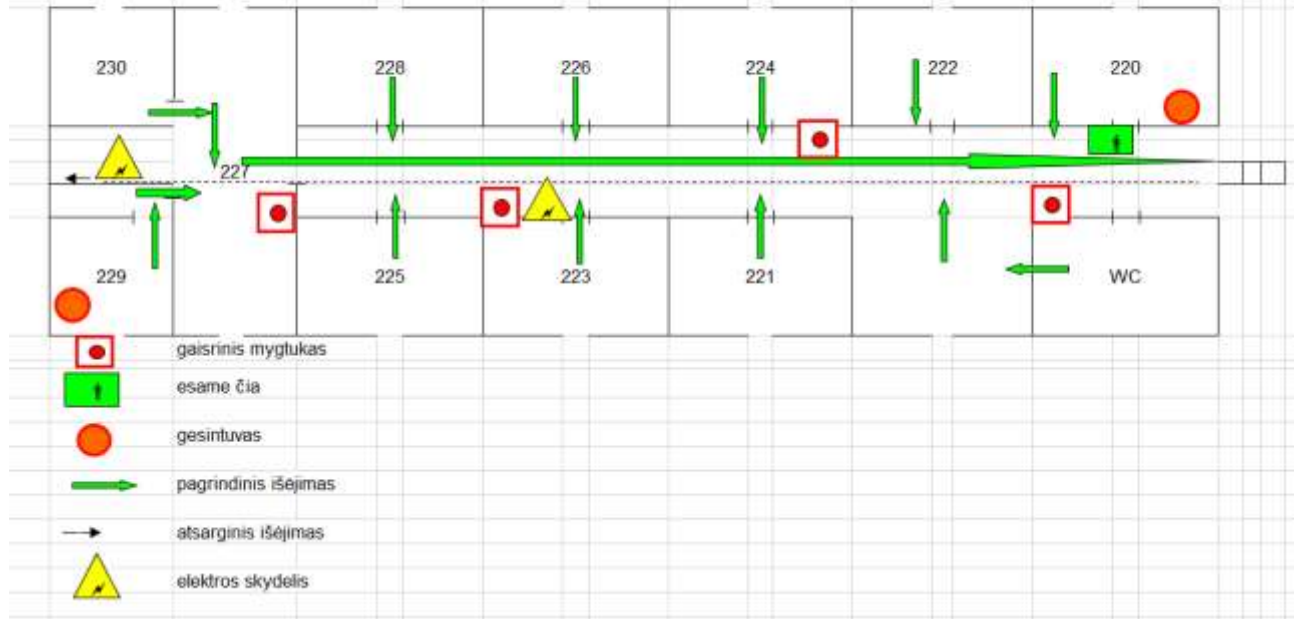 230
228
226
224
222
220
227
229
225
223
221
WC
gaisrinis mygtukas
esame čia
gesintuvas
pagrindinis išėjimas
atsarginis išėjimas
elektros skydelis